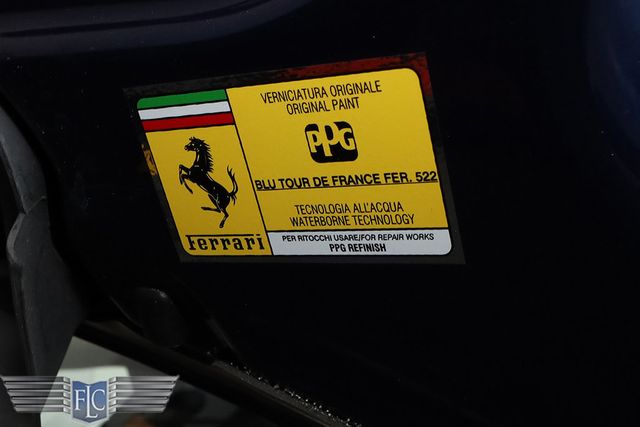 VERNICIATURA ORIGINALE
ORIGINAL PAINT
PPG
BLU TOUR DE FRANCE FER. 522
TECNOLOGIA ALL'ACQUA
WATERBORNE TECHNOLOGY
Ferrari
PER RITOCCHI USARE/FOR REPAIR WORKS
PPG REFINISH
FLC